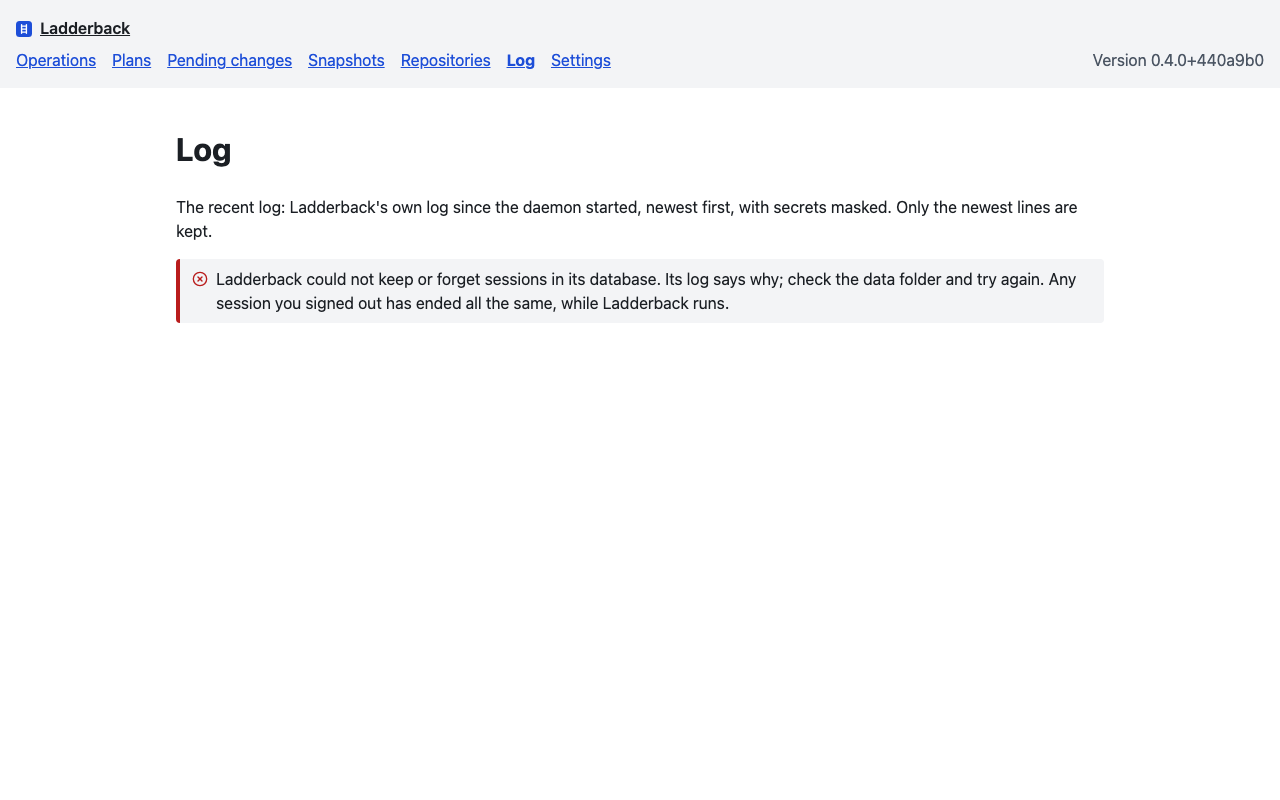 Ladderback
Operations Plans Pending changes Snapshots Repositories Log Settings Version 0.4.0+440a9b0
Log
The recent log: Ladderback's own log since the daemon started, newest first, with secrets masked. Only the newest lines are
kept.
Ladderback could not keep or forget sessions in its database. Its log says why; check the data folder and try again. Any
session you signed out has ended all the same, while Ladderback runs.